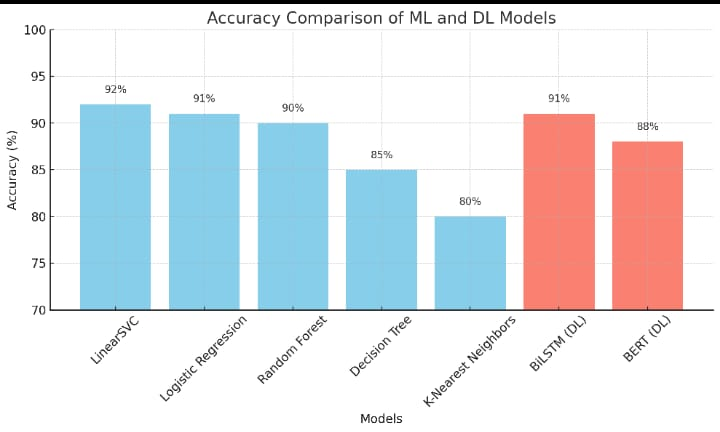 Accuracy Comparison of ML and DL Models
100
95
90
85
80
75
70
Accuracy (%)
92%
91%
90%
85%
80%
91%
88%
LinearSVC
Logistic Regression
Random Forest
Decision Tree
K-Nearest Neighbors
BiLSTM (DL)
BERT (DL)
Models